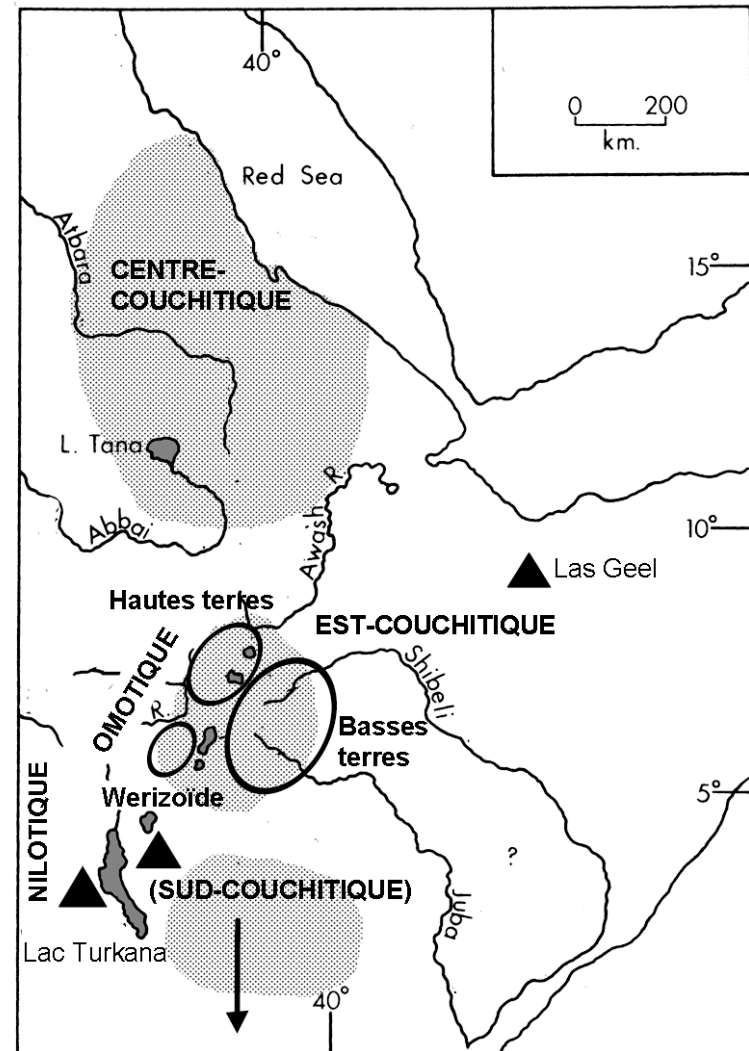 40°
0 200
km.
Red Sea
Atbara
CENTRE-
COUCHITIQUE
15°
L. Tana
Abbai
Awash R.
10°
Las Geel
Hautes terres
EST-COUCHITIQUE
Shibeli
OMOTIQUE
R.
Basses
terres
NILOTIQUE
Werizoïde
5°
?
(SUD-COUCHITIQUE)
Juba
Lac Turkana
40°